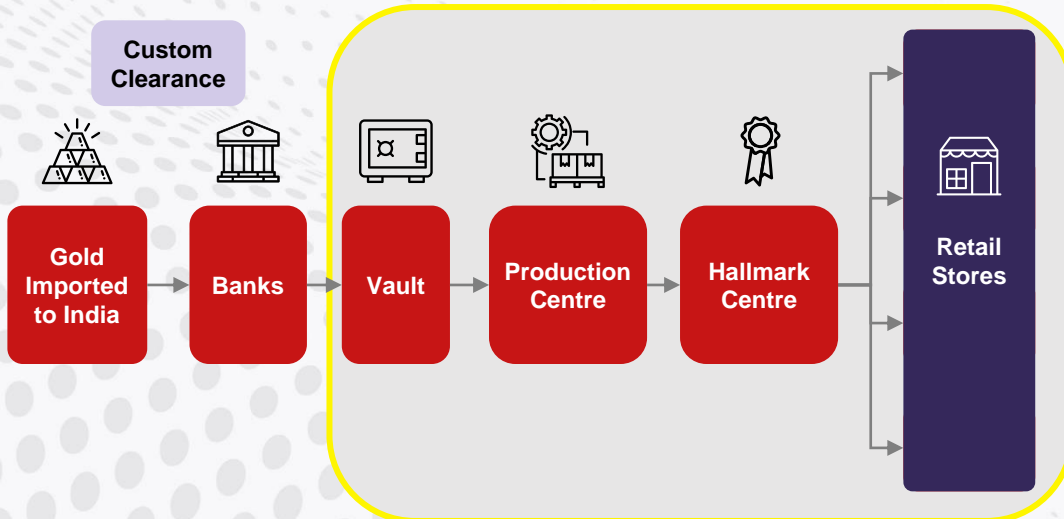 Custom
Clearance
Gold
Imported
to India
Banks
Vault
Production
Centre
Hallmark
Centre
Retail
Stores